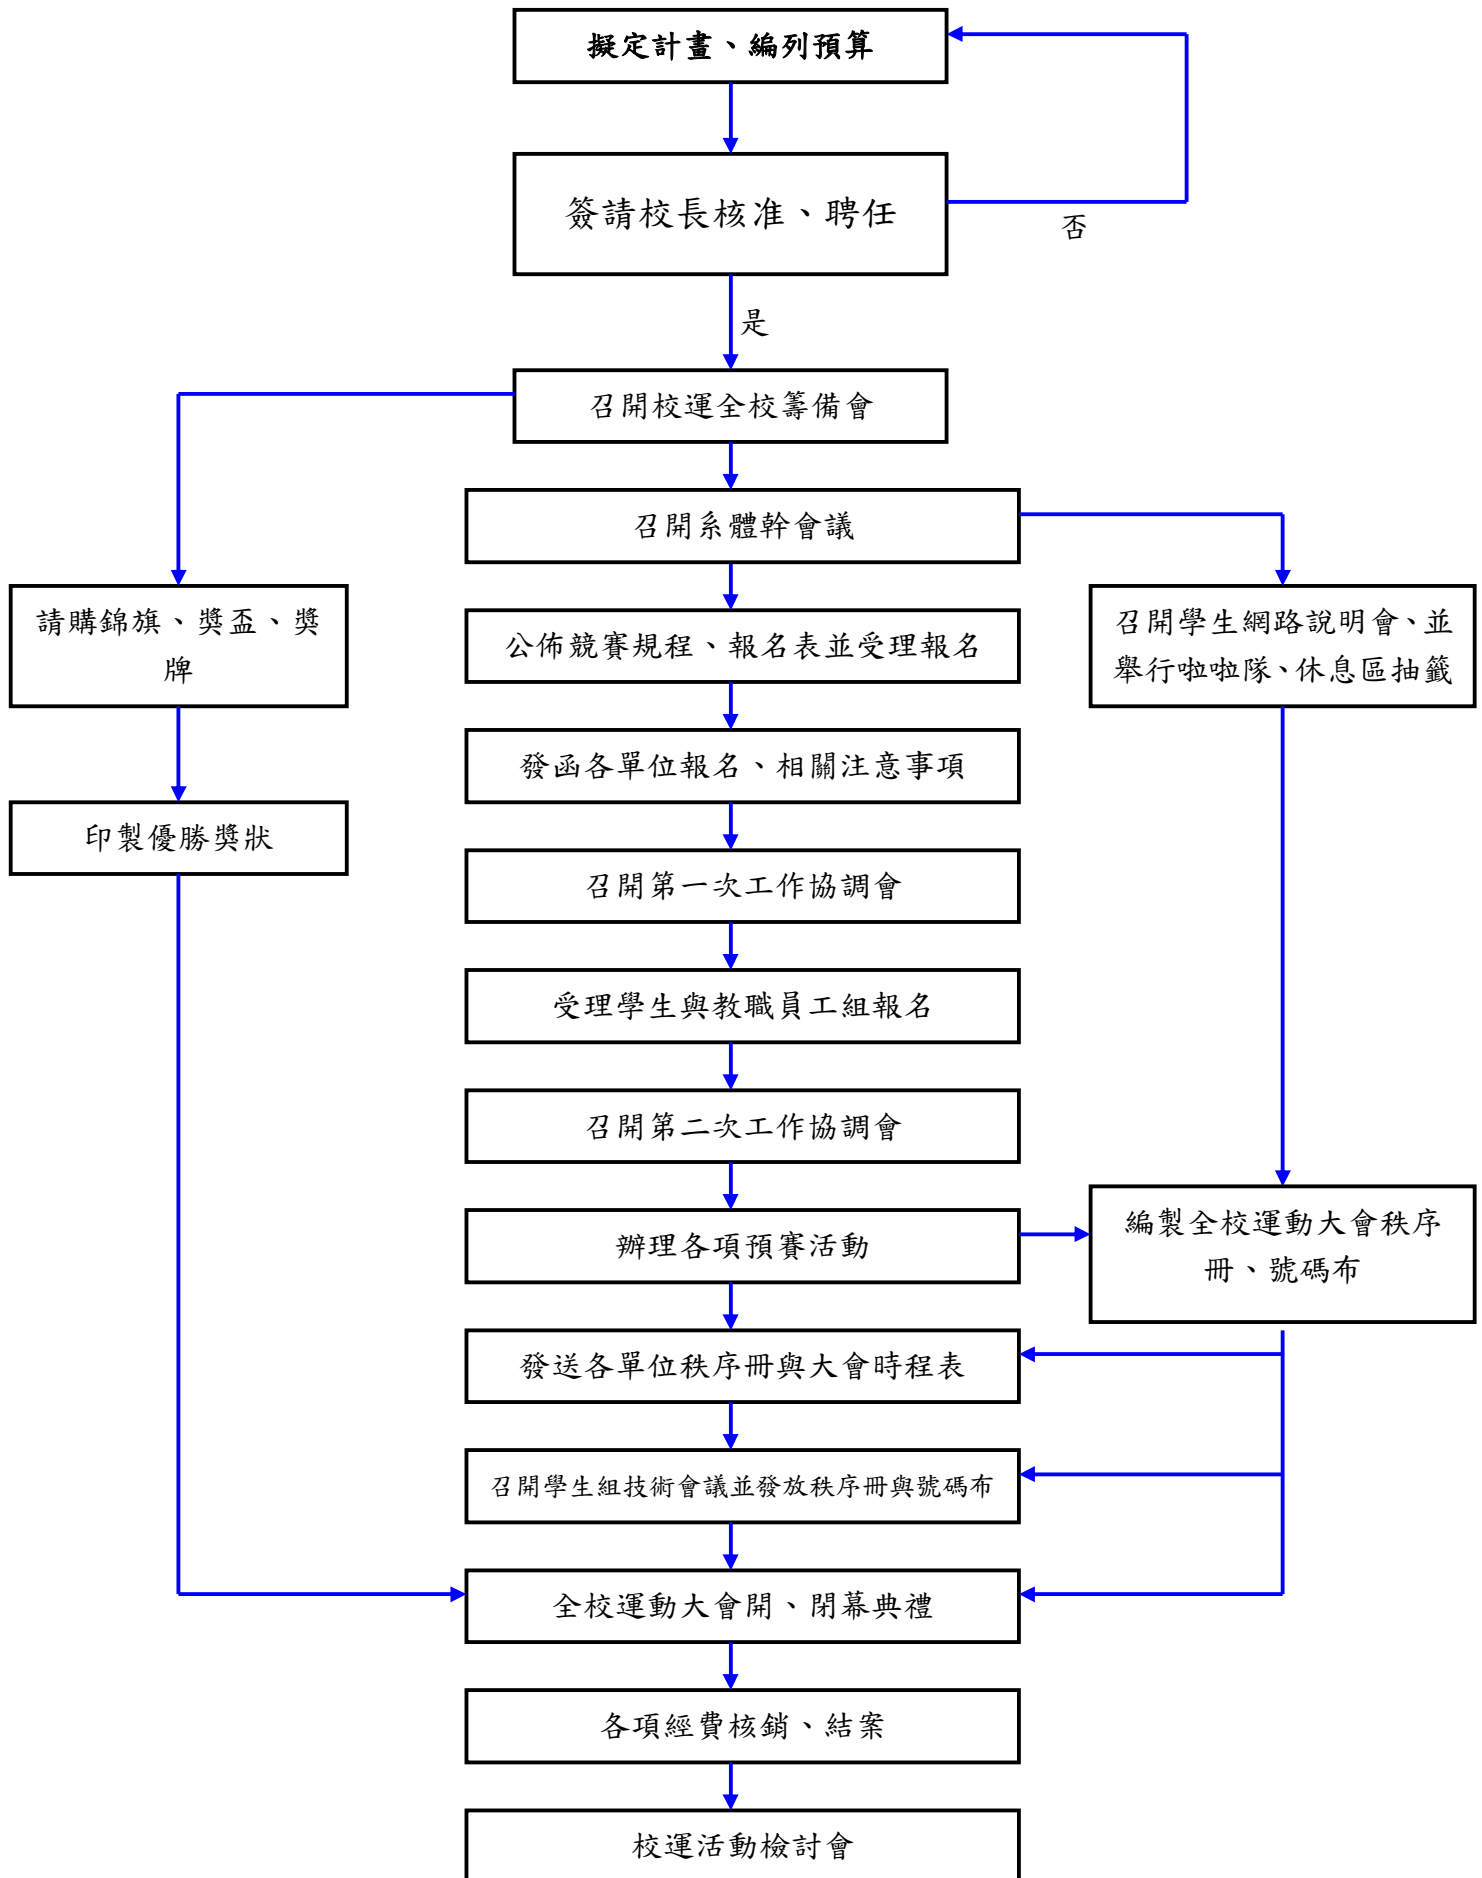 擬定計畫、編列預算
簽請校長核准、聘任
否
是
召開校運全校籌備會
召開系體幹會議
請購錦旗、獎盃、獎
牌
公佈競賽規程、報名表並受理報名
召開學生網路說明會、並
舉行啦啦隊、休息區抽籤
發函各單位報名、相關注意事項
印製優勝獎狀
召開第一次工作協調會
受理學生與教職員工組報名
召開第二次工作協調會
辦理各項預賽活動
編製全校運動大會秩序
冊、號碼布
發送各單位秩序冊與大會時程表
召開學生組技術會議並發放秩序冊與號碼布
全校運動大會開、閉幕典禮
各項經費核銷、結案
校運活動檢討會